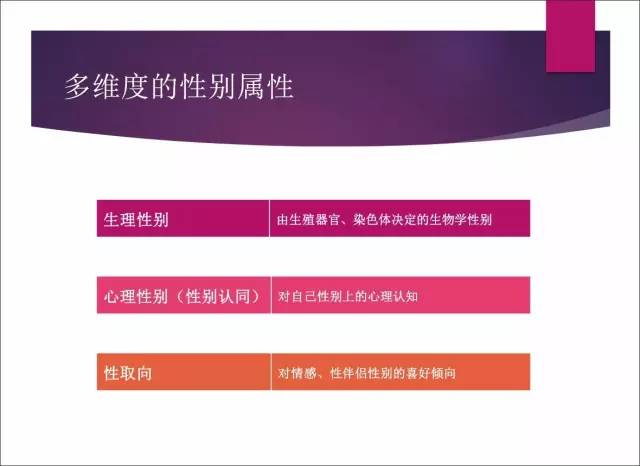 多维度的性别属性
生理性别
由生殖器官、染色体决定的生物学性别
心理性别（性别认同）
对自己性别上的心理认知
性取向
对情感、性伴侣性别的喜好倾向